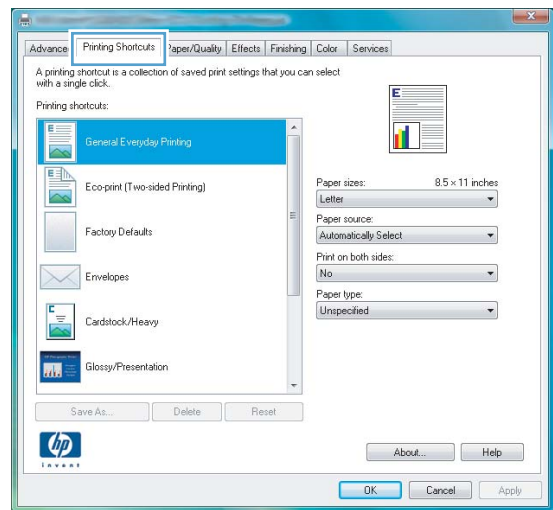 Advance
Printing Shortcuts
Paper/Quality
Effects
Finishing
Color
Services
A printing shortcut is a collection of saved print settings that you can select
with a single click.
Printing shortcuts:
General Everyday Printing
Eco-print (Two-sided Printing)
Factory Defaults
Envelopes
Cardstock/Heavy
Glossy/Presentation
Save As...
Delete
Reset
E
Paper sizes:
8.5 × 11 inches
Letter
Paper source:
Automatically Select
Print on both sides:
No
Paper type:
Unspecified
hp
invent
About...
Help
OK
Cancel
Apply